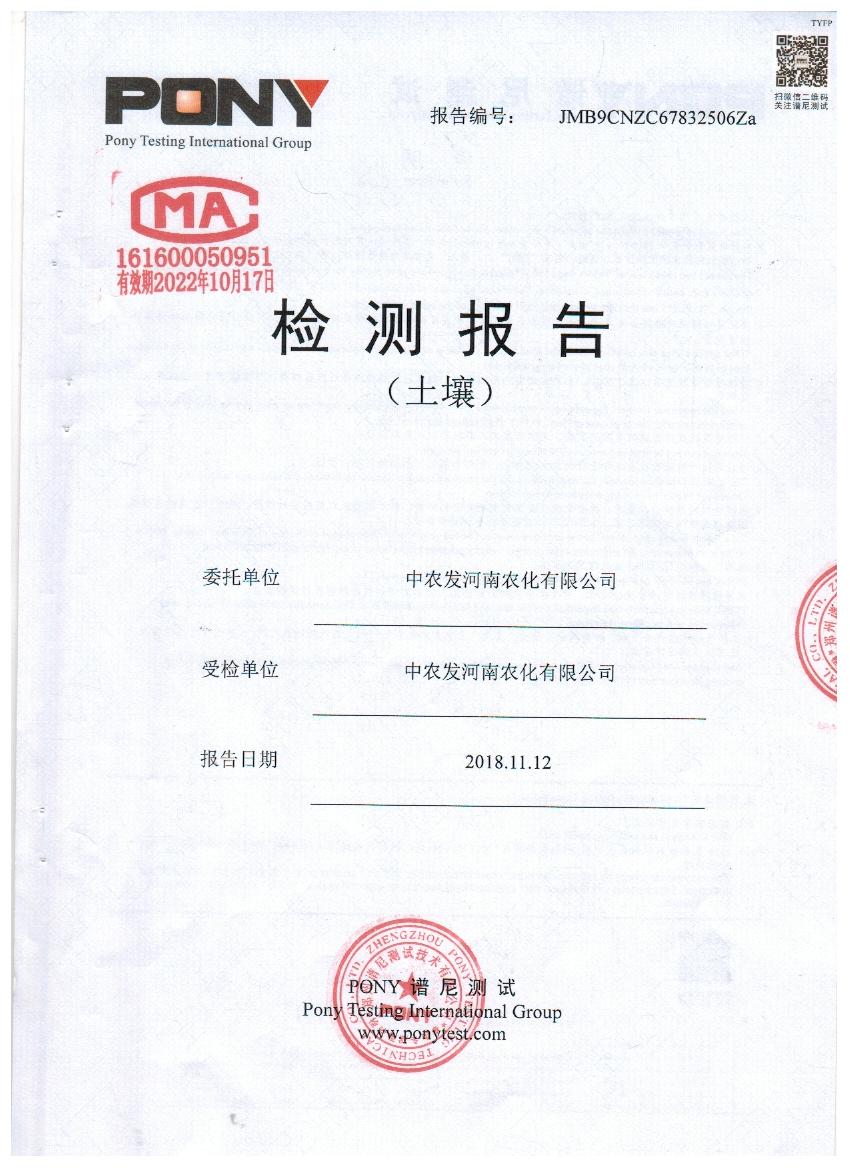 TYFP
PONY
Pony Testing International Group
报告编号： JMB9CNZC67832506Za
扫微信二维码
关注谱尼测试
MA
161600050951
有效期2022年10月17日
检测报告
（土壤）
委托单位 中农发河南农化有限公司
受检单位 中农发河南农化有限公司
报告日期 2018.11.12
PONY 谱尼测试
Pony Testing International Group
www.ponytest.com